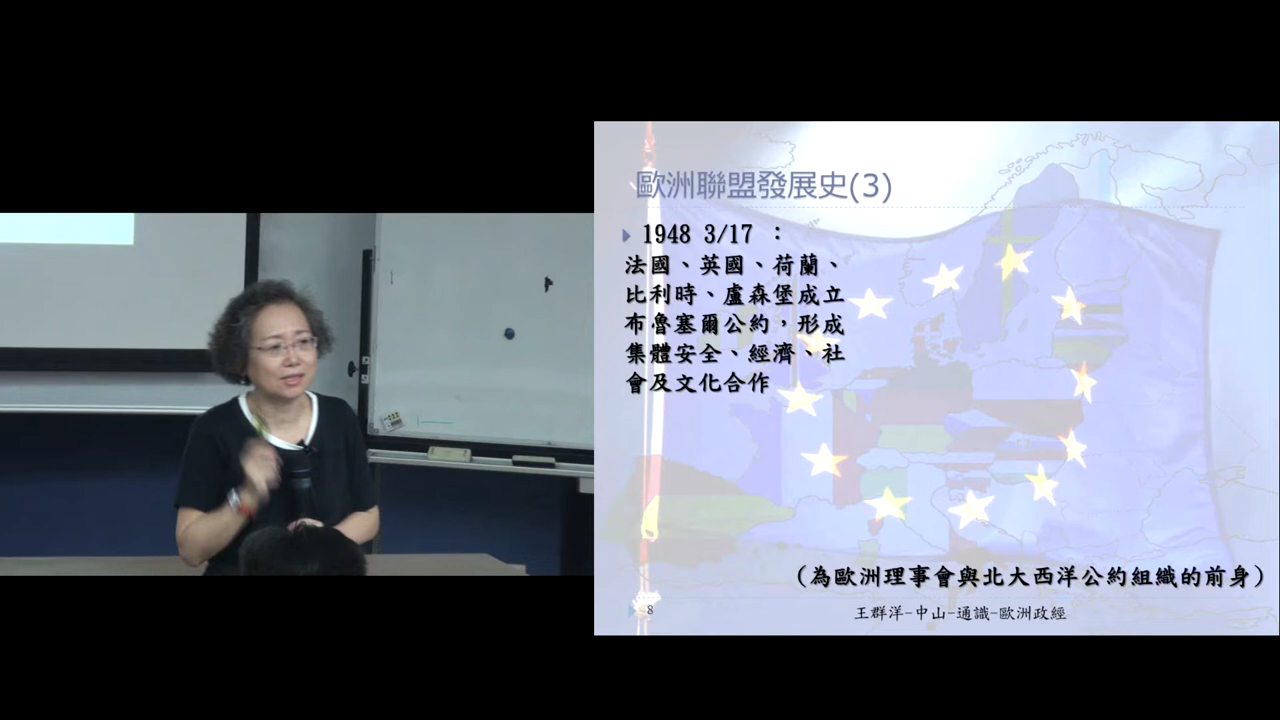 歐洲聯盟發展史(3)
1948 3/17 ：
法國、英國、荷蘭、
比利時、盧森堡成立
布魯塞爾公約，形成
集體安全、經濟、社
會及文化合作
(為歐洲理事會與北大西洋公約組織的前身)
8
王群洋-中山-通識-歐洲政經